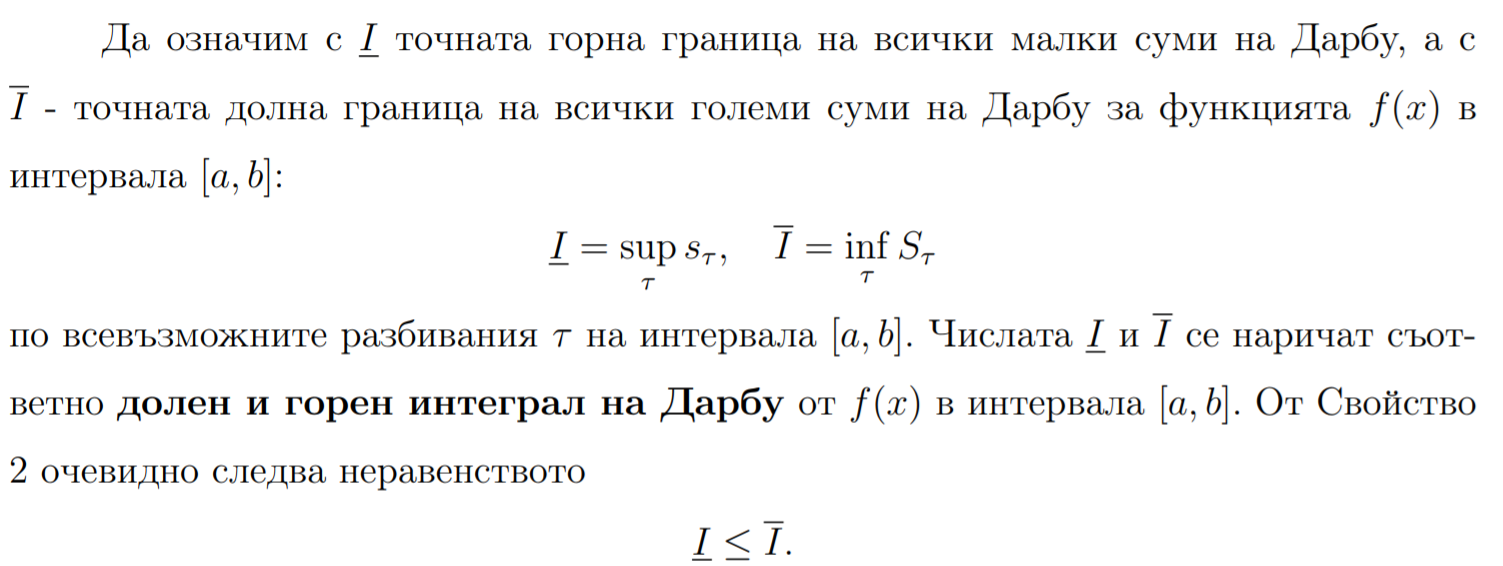 Да означим с $\underline{I}$ точната горна граница на всички малки суми на Дарбу, а с
$\overline{I}$ - точната долна граница на всички големи суми на Дарбу за функцията $f(x)$ в
интервала $[a, b]$:
$\underline{I} = \sup_{\tau} s_{\tau}, \quad \overline{I} = \inf_{\tau} S_{\tau}$
по всевъзможните разбивания $\tau$ на интервала $[a, b]$. Числата $\underline{I}$ и $\overline{I}$ се наричат съот-
ветно долен и горен интеграл на Дарбу от $f(x)$ в интервала $[a, b]$. От Свойство
2 очевидно следва неравенството
$\underline{I} \leq \overline{I}.$